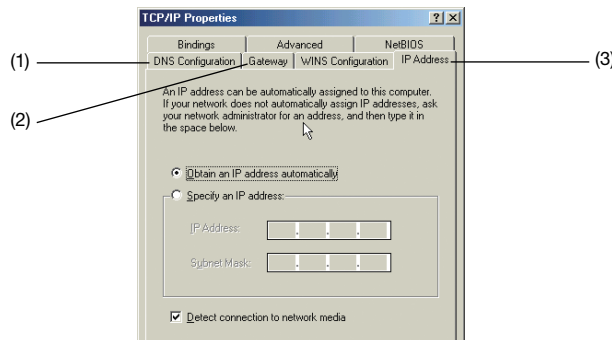 TCP/IP Properties
Bindings Advanced NetBIOS
DNS Configuration Gateway WINS Configuration IP Address
(1)
(3)
An IP address can be automatically assigned to this computer.
If your network does not automatically assign IP addresses, ask
your network administrator for an address, and then type it in
the space below.
(2)
Obtain an IP address automatically
Specify an IP address:
IP Address:
Subnet Mask:
Detect connection to network media